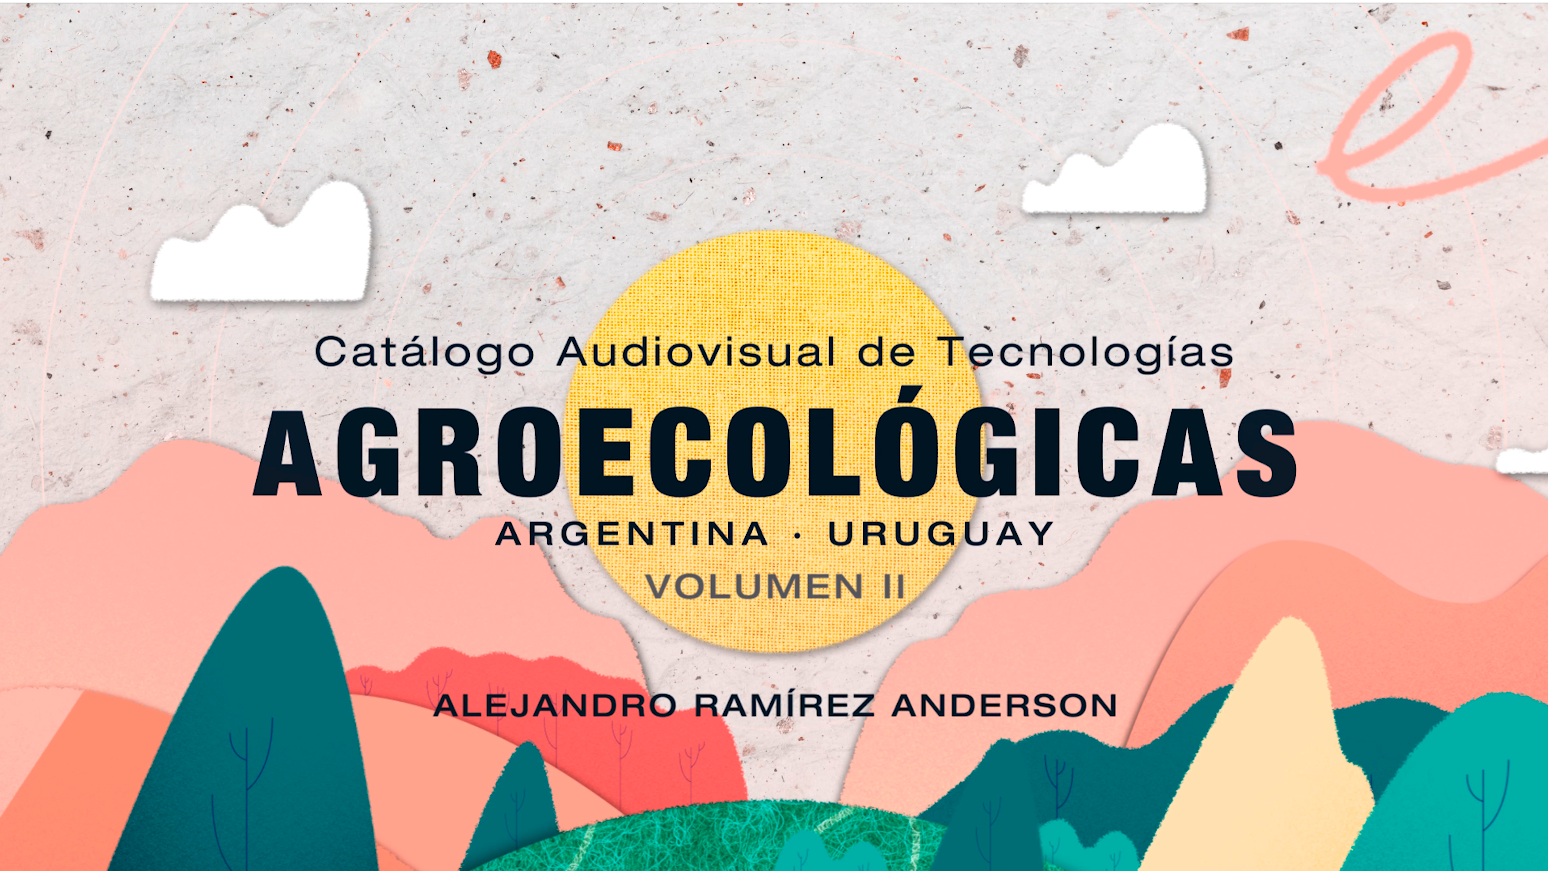 Catálogo Audiovisual de Tecnologías
AGROECOLÓGICAS
ARGENTINA · URUGUAY
VOLUMEN II
ALEJANDRO RAMÍREZ ANDERSON